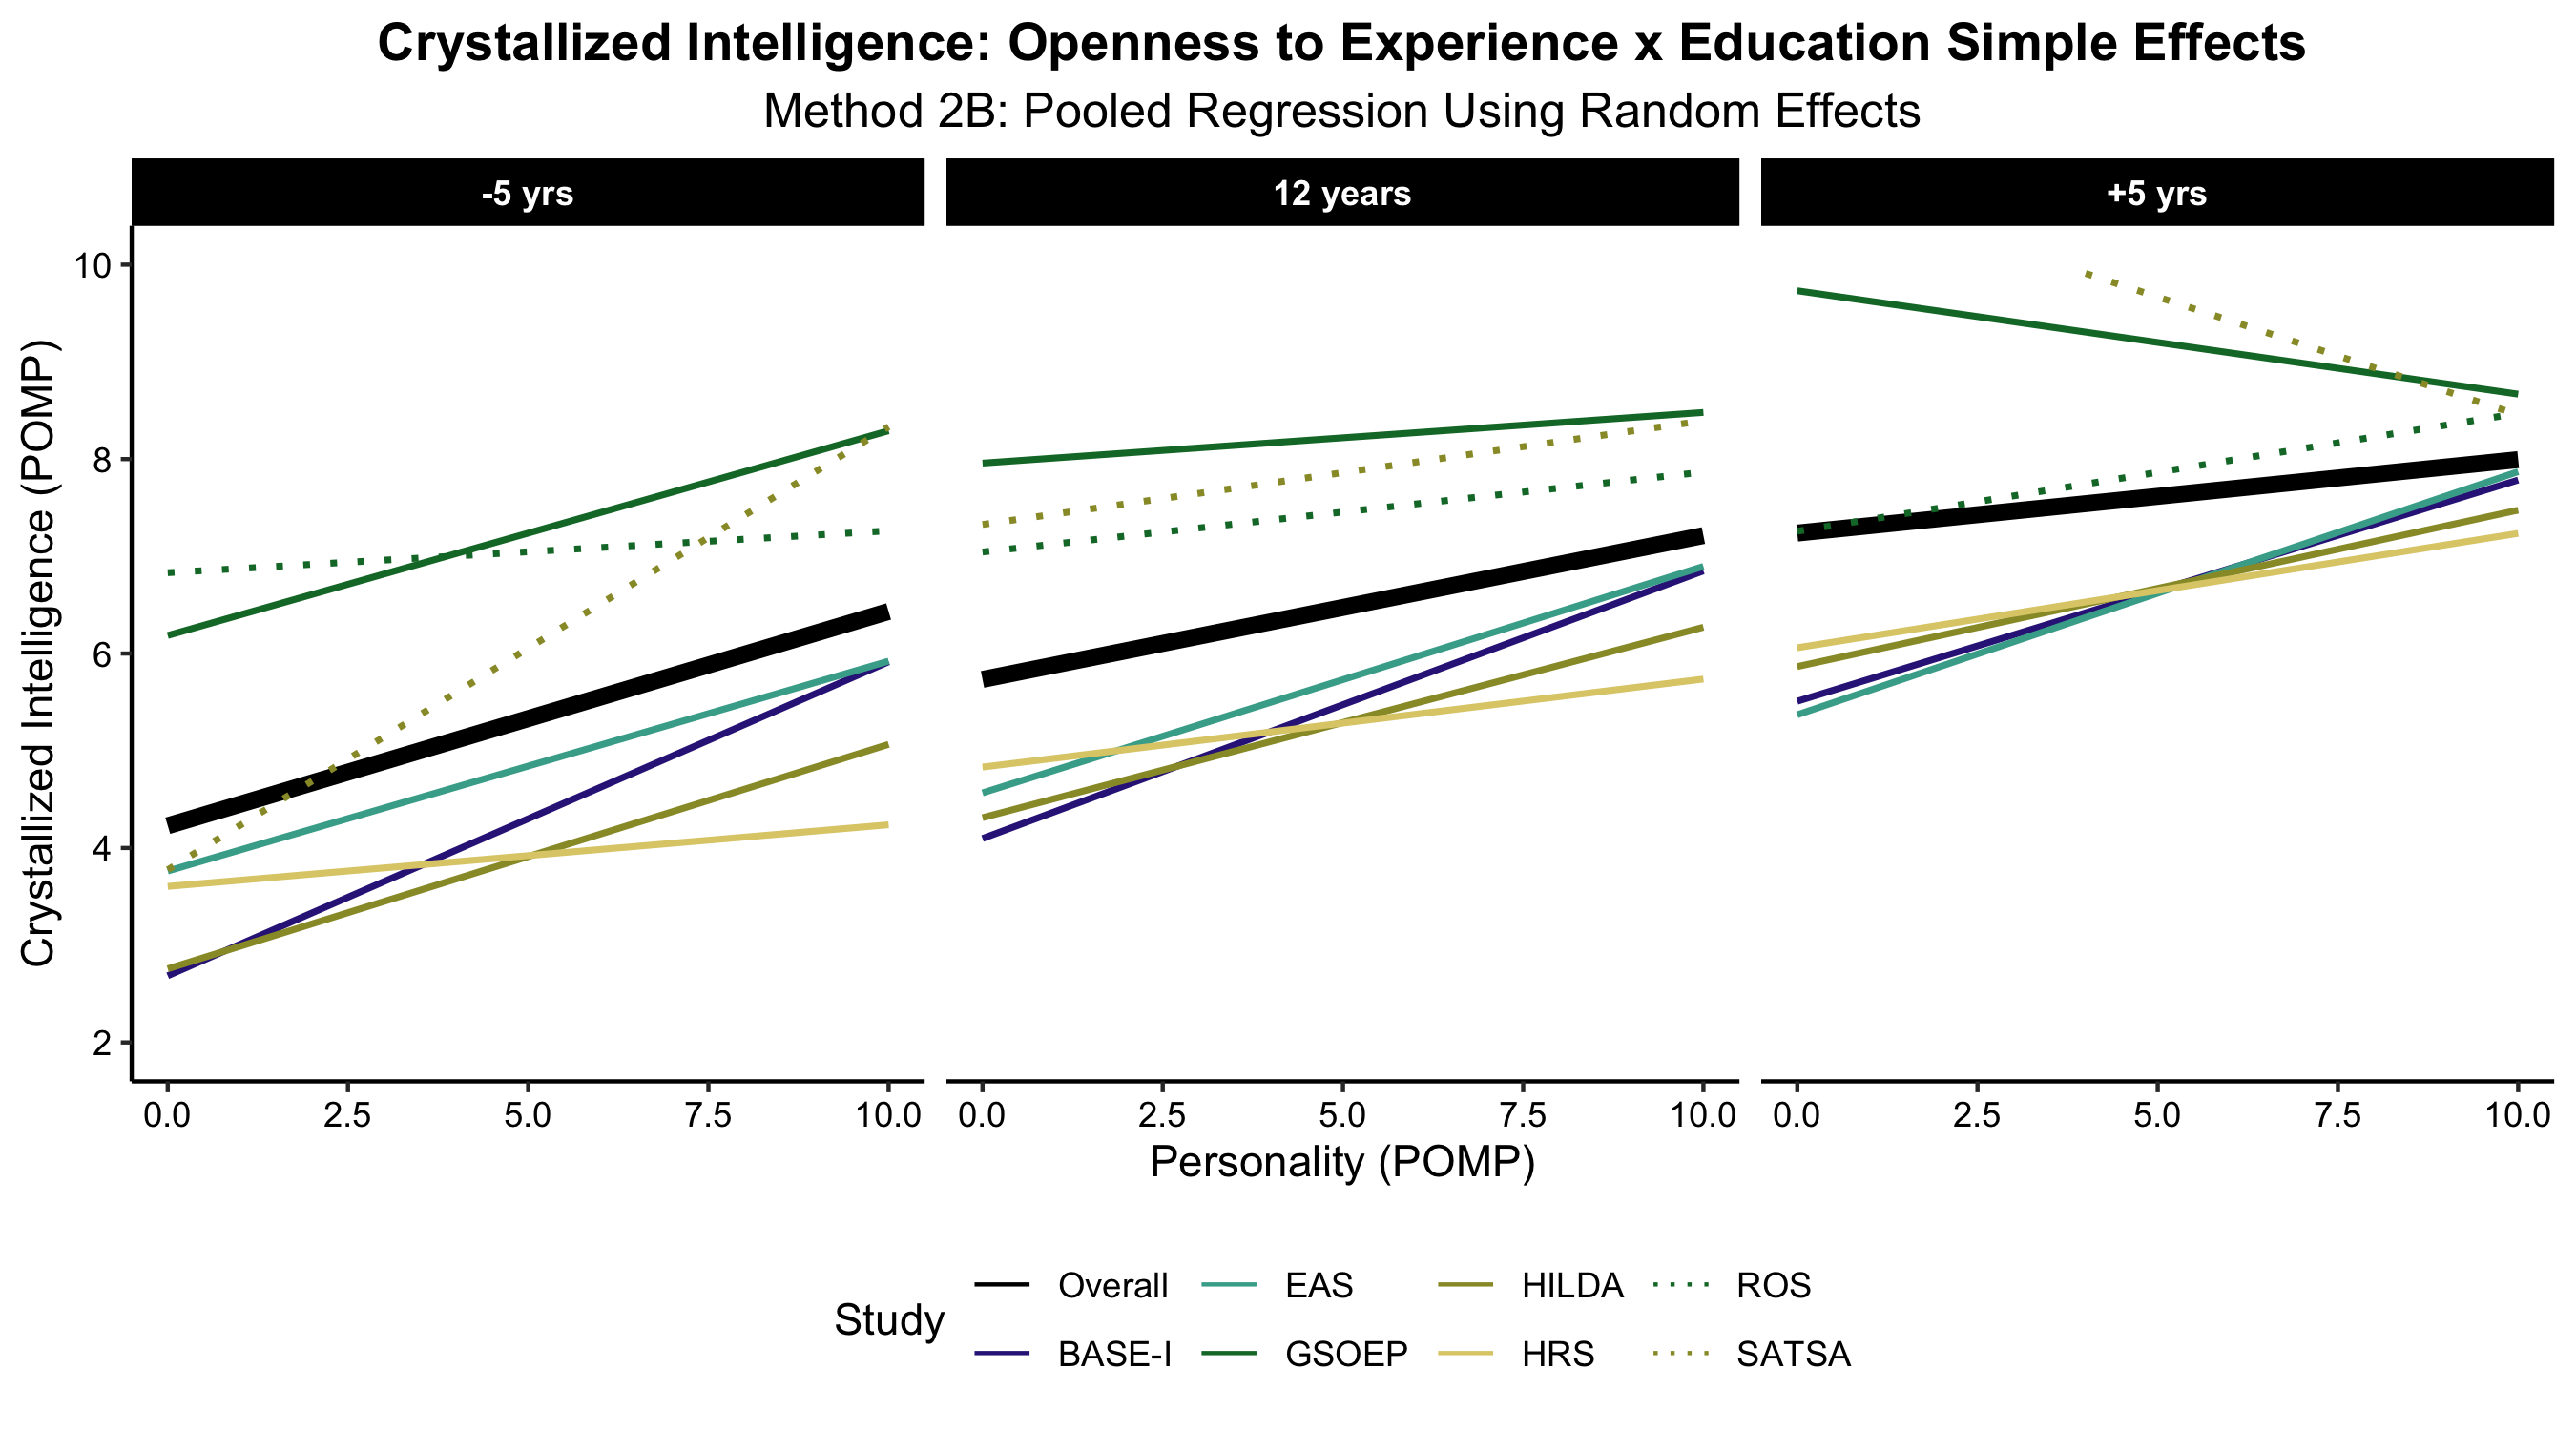 Crystallized Intelligence: Openness to Experience x Education Simple Effects
Method 2B: Pooled Regression Using Random Effects
-5 yrs
12 years
+5 yrs
Crystallized Intelligence (POMP)
10
8
6
4
2
0.0 2.5 5.0 7.5 10.0
0.0 2.5 5.0 7.5 10.0
0.0 2.5 5.0 7.5 10.0
Personality (POMP)
Study
Overall EAS HILDA ROS
BASE-I GSOEP HRS SATSA